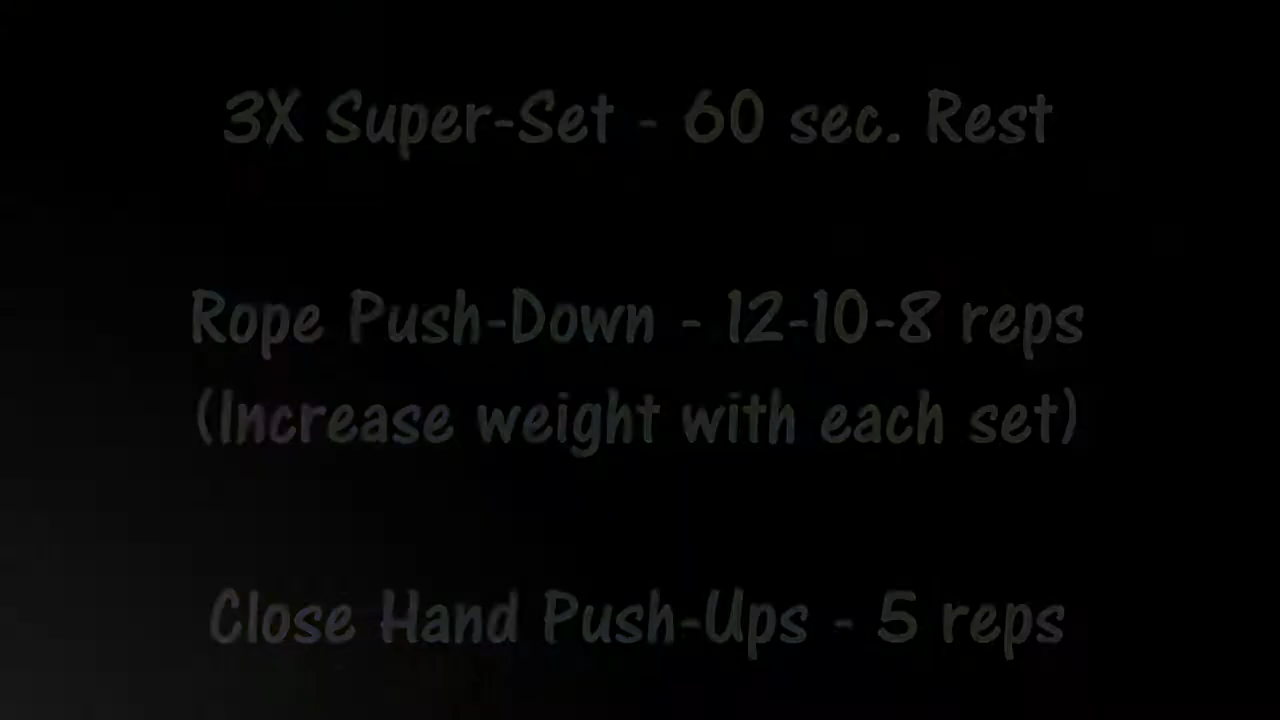 3X Super-Set - 60 sec. Rest
Rope Push-Down - 12-10-8 reps
(Increase weight with each set)
Close Hand Push-Ups - 5 reps